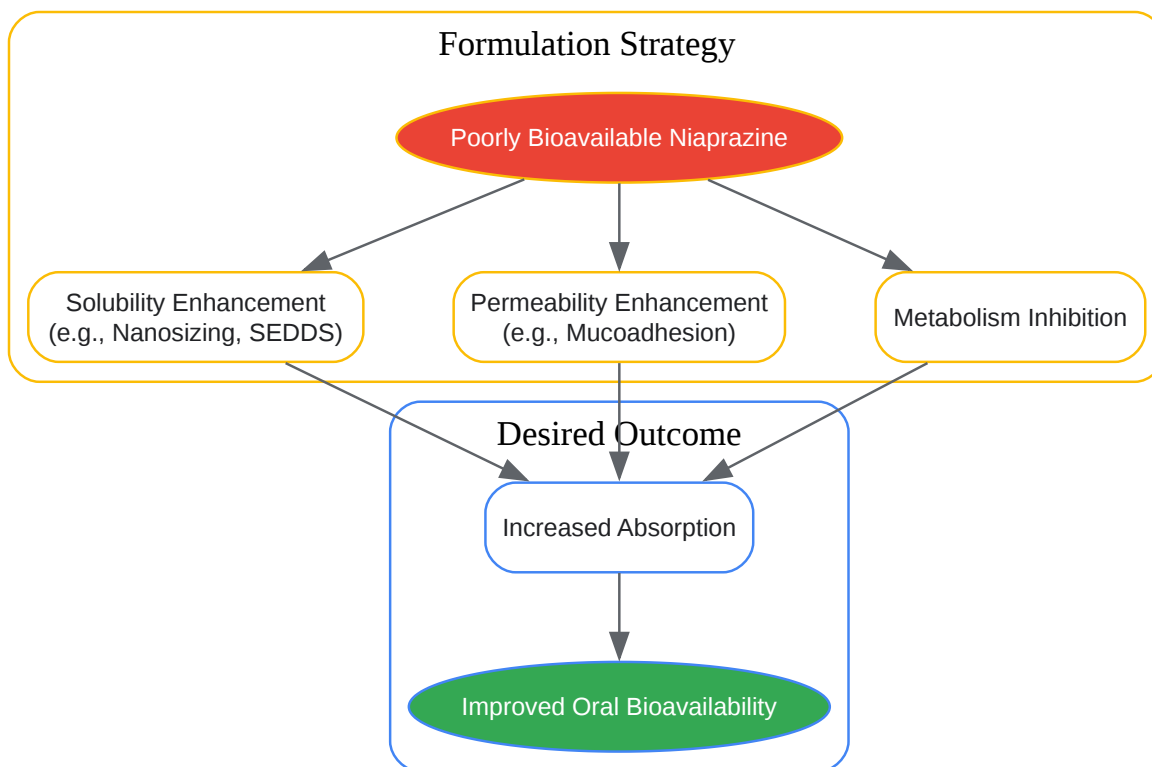 Formulation Strategy
Poorly Bioavailable Niaprazine
Solubility Enhancement
(e.g., Nanosizing, SEDDS)
Permeability Enhancement
(e.g., Mucoadhesion)
Metabolism Inhibition
Desired Outcome
Increased Absorption
Improved Oral Bioavailability